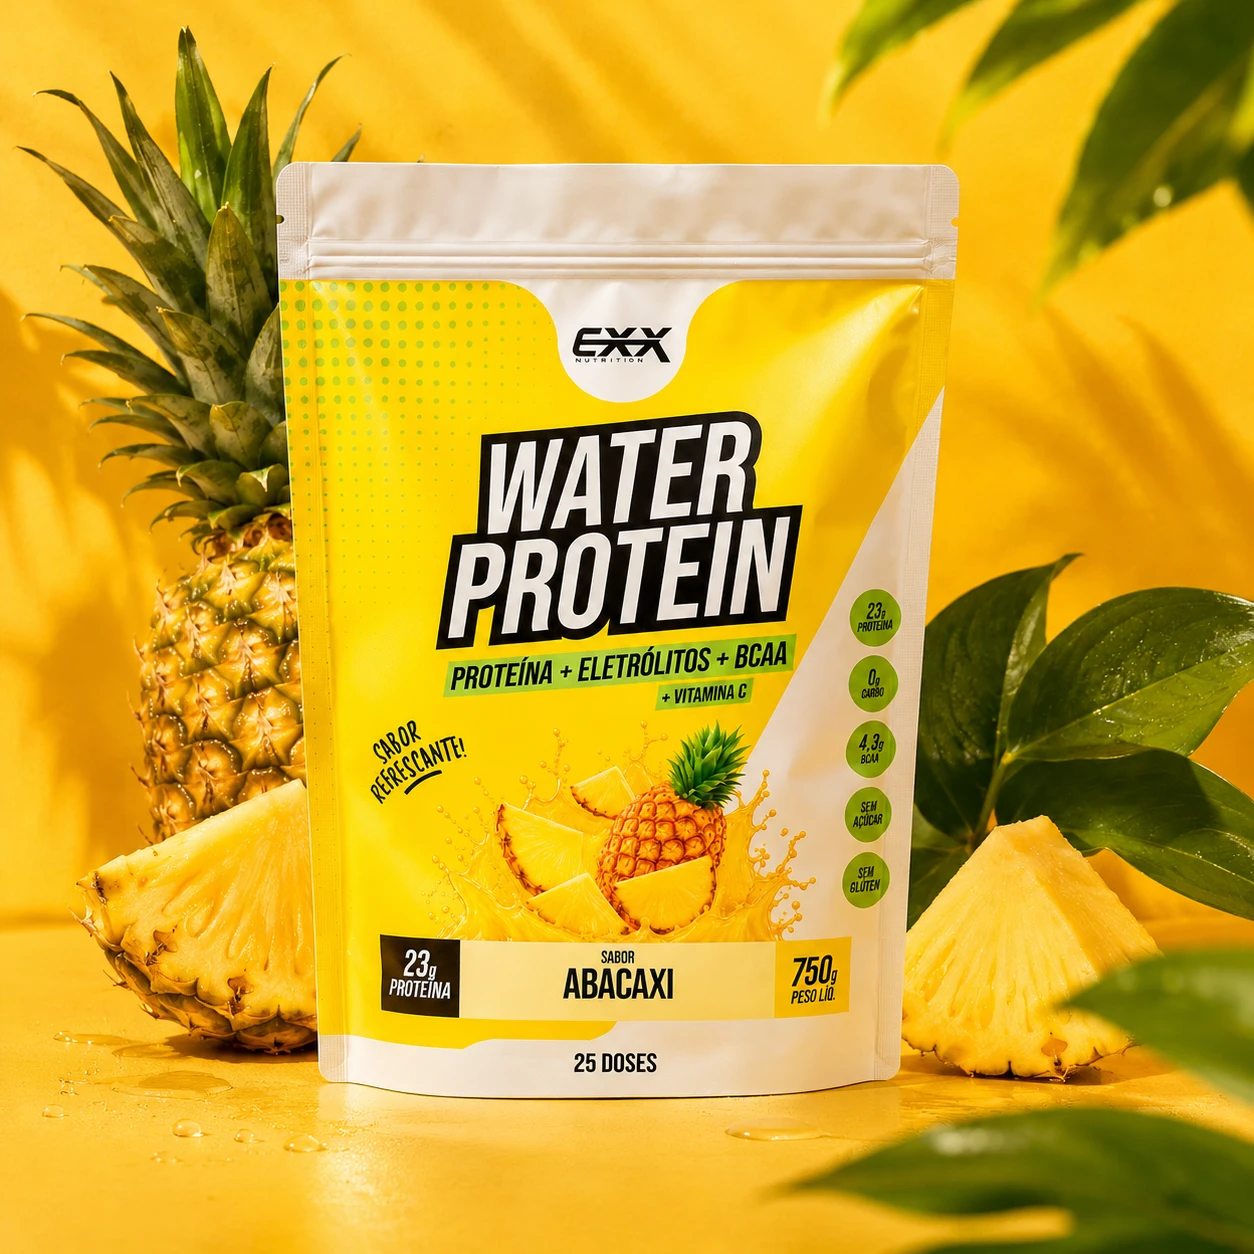 EXX
NUTRITION
WATER
PROTEIN
PROTEÍNA + ELETRÓLITOS + BCAA
+ VITAMINA C
SABOR
REFRESCANTE!
23g
PROTEÍNA
0g
CARBO
4,3g
BCAA
SEM
AÇÚCAR
SEM
GLÚTEN
23g
PROTEÍNA
SABOR
ABACAXI
750g
PESO LÍQ.
25 DOSES